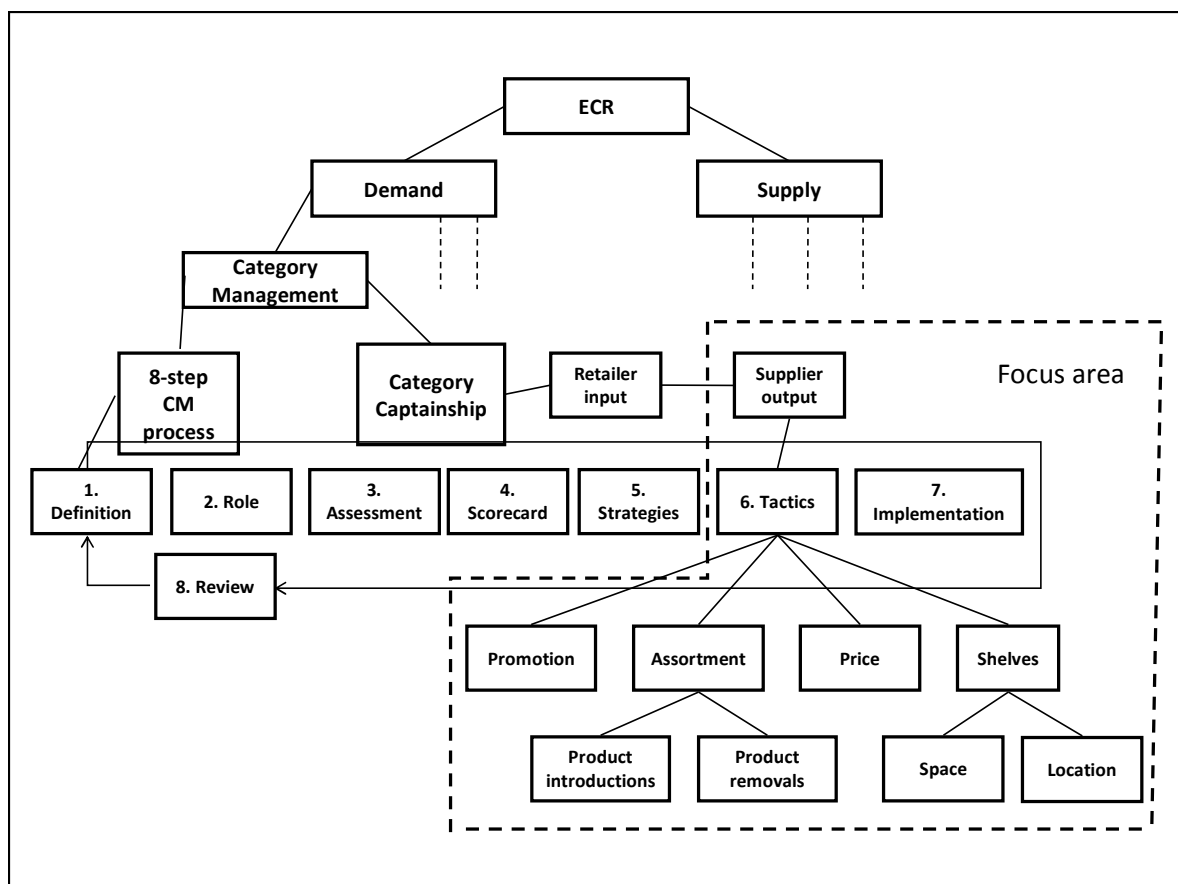 ECR
Demand
Supply
Category
Management
8-step
CM
process
Category
Captainship
Retailer
input
Supplier
output
Focus area
1.
Definition
2. Role
3.
Assessment
4.
Scorecard
5.
Strategies
6. Tactics
7.
Implementation
8. Review
Promotion
Assortment
Price
Shelves
Product
introductions
Product
removals
Space
Location